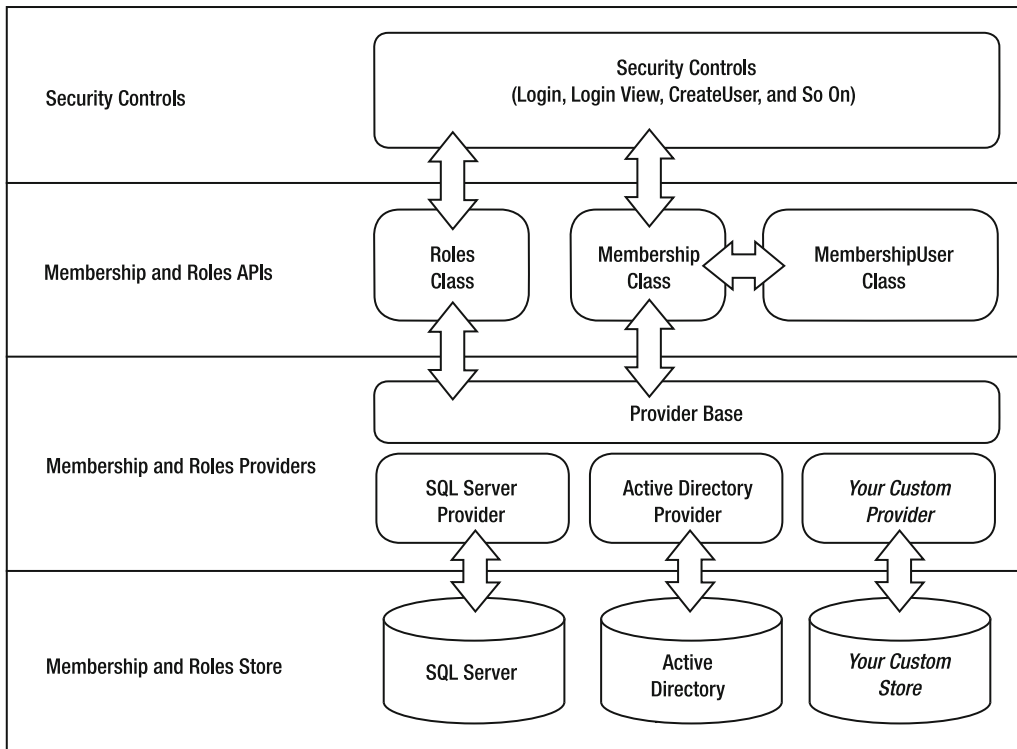 Security Controls
Security Controls
(Login, Login View, CreateUser, and So On)
Membership and Roles APIs
Roles
Class
Membership
Class
MembershipUser
Class
Membership and Roles Providers
Provider Base
SQL Server
Provider
Active Directory
Provider
Your Custom
Provider
Membership and Roles Store
SQL Server
Active
Directory
Your Custom
Store